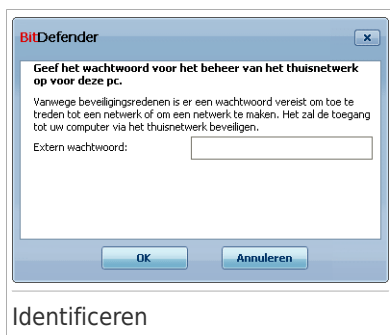 BitDefender
Geef het wachtwoord voor het beheer van het thuisnetwerk
op voor deze pc.
Vanwege beveiligingsredenen is er een wachtwoord vereist om toe te
treden tot een netwerk of om een netwerk te maken. Het zal de toegang
tot uw computer via het thuisnetwerk beveiligen.
Extern wachtwoord:
OK Annuleren
Identificeren